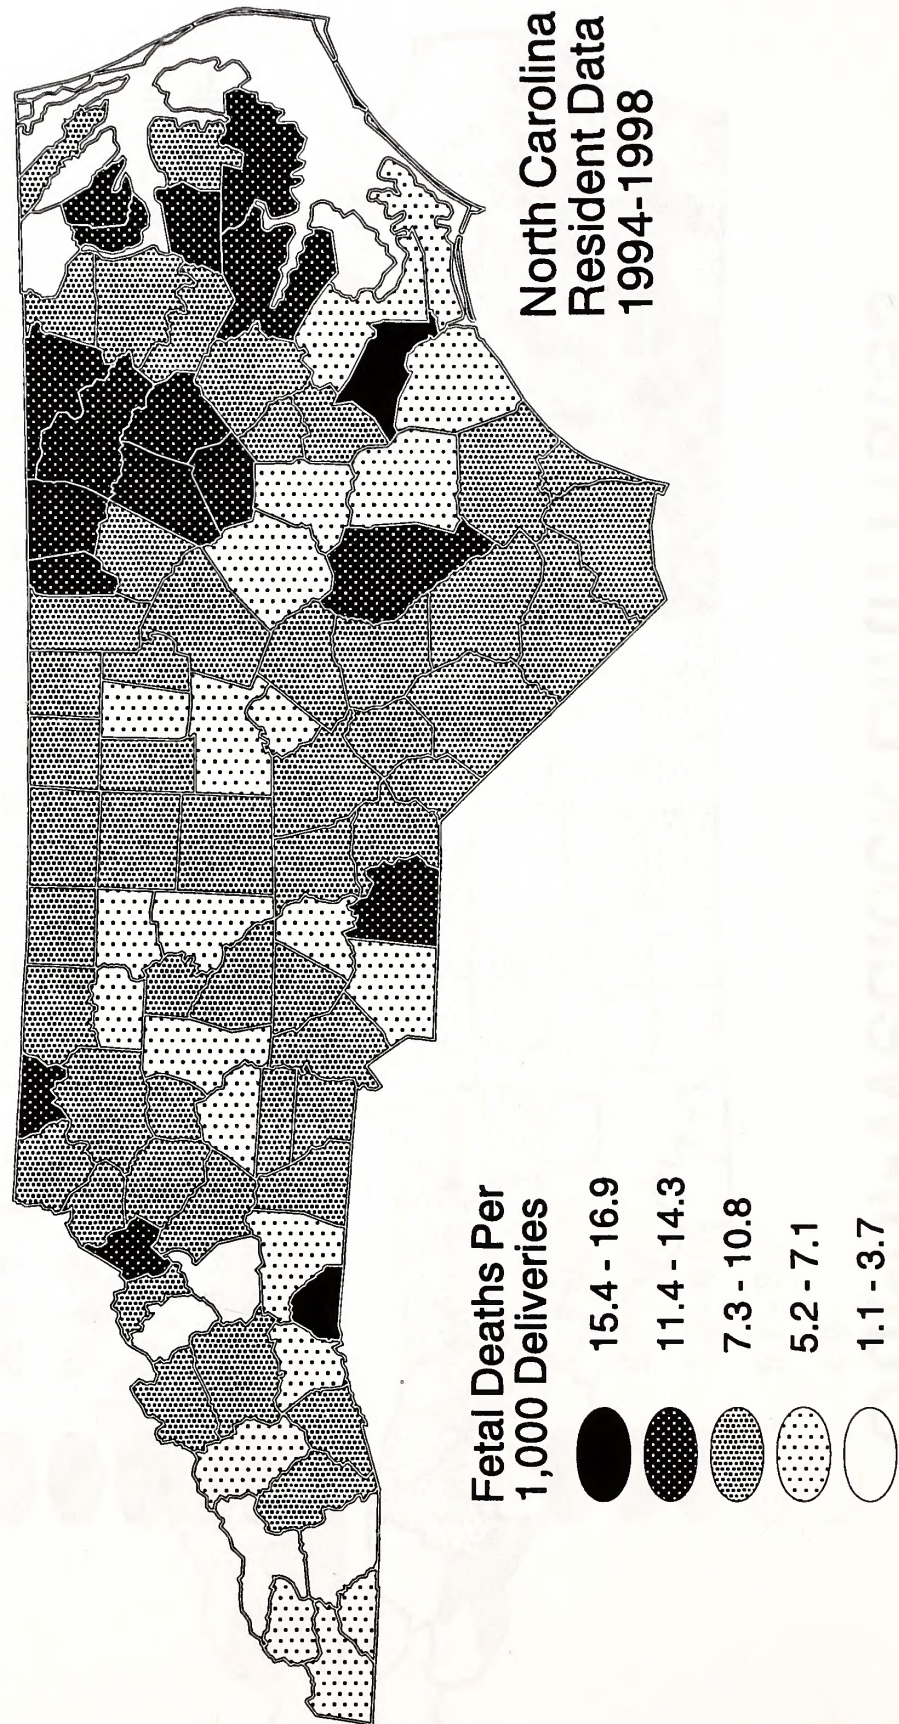 North Carolina
Resident Data
1994-1998
Fetal Deaths Per
1,000 Deliveries
15.4 - 16.9
11.4 - 14.3
7.3 - 10.8
5.2 - 7.1
1.1 - 3.7